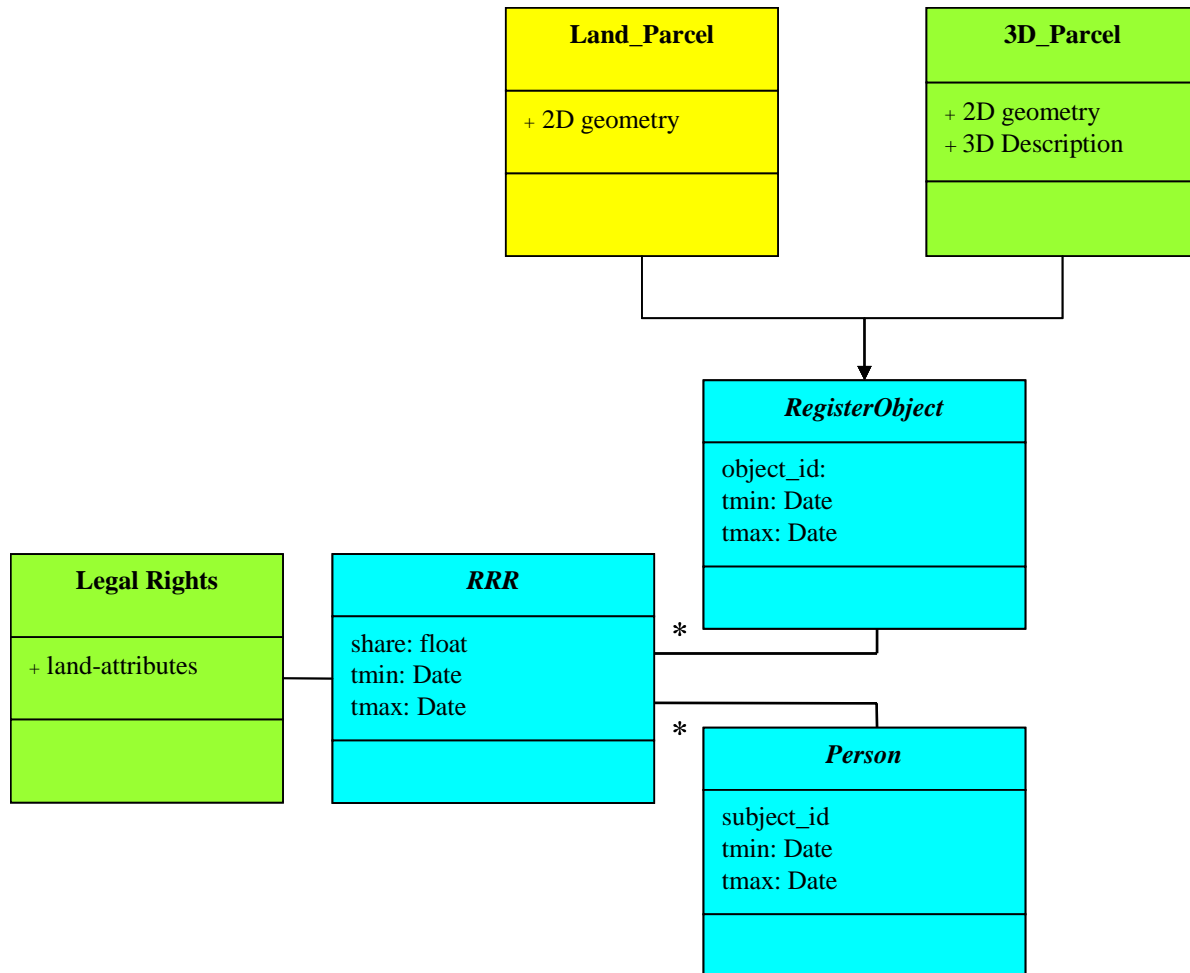 Land_Parcel
+ 2D geometry
3D_Parcel
+ 2D geometry
+ 3D Description
RegisterObject
object_id:
tmin: Date
tmax: Date
Legal Rights
+ land-attributes
RRR
share: float
tmin: Date
tmax: Date
*
*
Person
subject_id
tmin: Date
tmax: Date